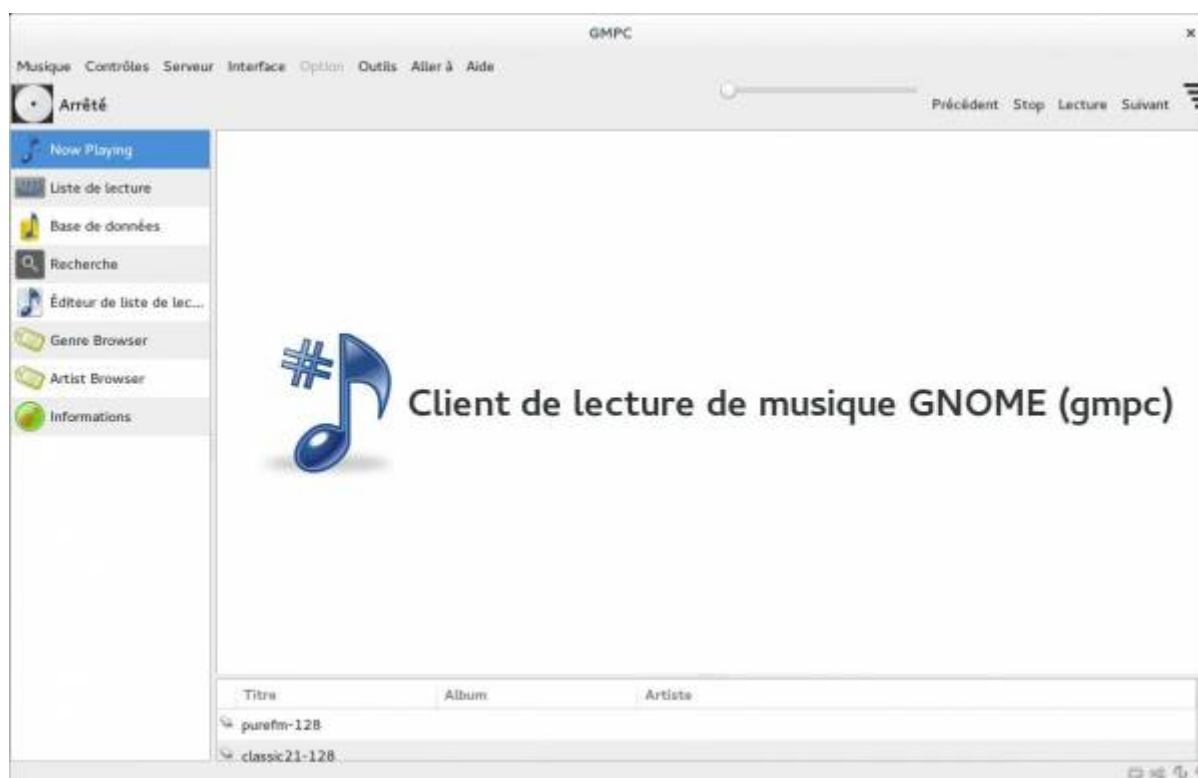 GMPC
Musique Contrôles Serveur Interface Option Outils Aller à Aide
Arrêté
Précédent Stop Lecture Suivant
Now Playing
Liste de lecture
Base de données
Recherche
Éditeur de liste de lec...
Genre Browser
Artist Browser
Informations
Client de lecture de musique GNOME (gmpc)
Titre Album Artiste
purefm-128
classic21-128